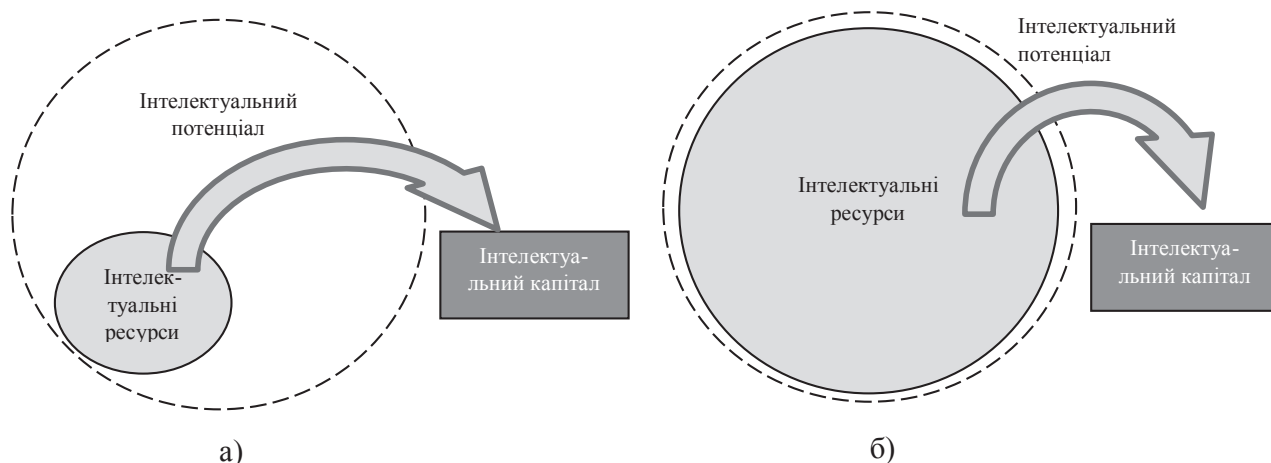 Інтелектуальний
потенціал
Інтелек-
туальні
ресурси
Інтелектуа-
льний капітал
а)
Інтелектуальний
потенціал
Інтелектуальні
ресурси
Інтелектуа-
льний капітал
б)